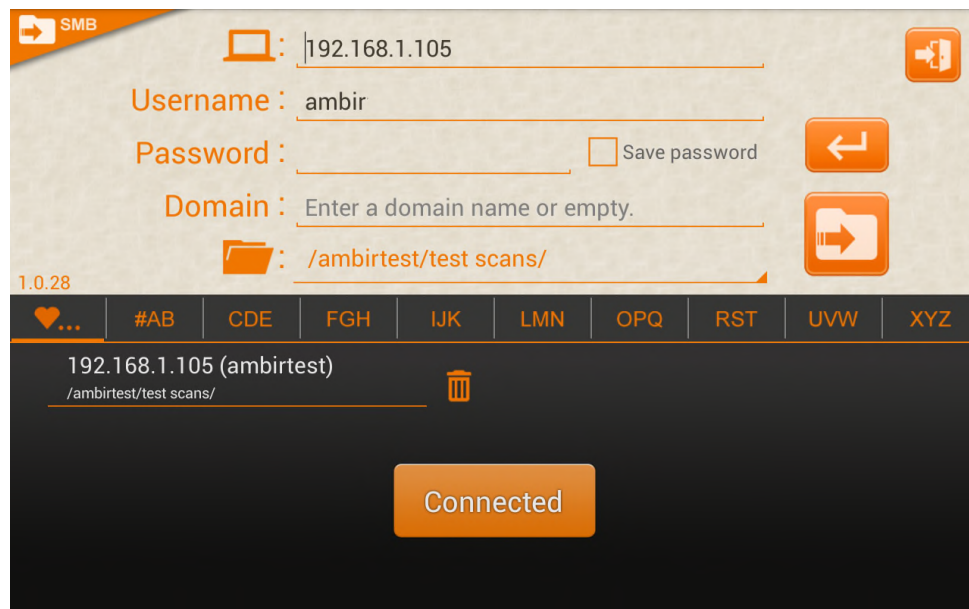 SMB
: 192.168.1.105
Username : ambir
Password : Save password
Domain : Enter a domain name or empty.
: /ambirtest/test scans/
1.0.28
... #AB CDE FGH IJK LMN OPQ RST UVW XYZ
192.168.1.105 (ambirtest)
/ambirtest/test scans/
Connected